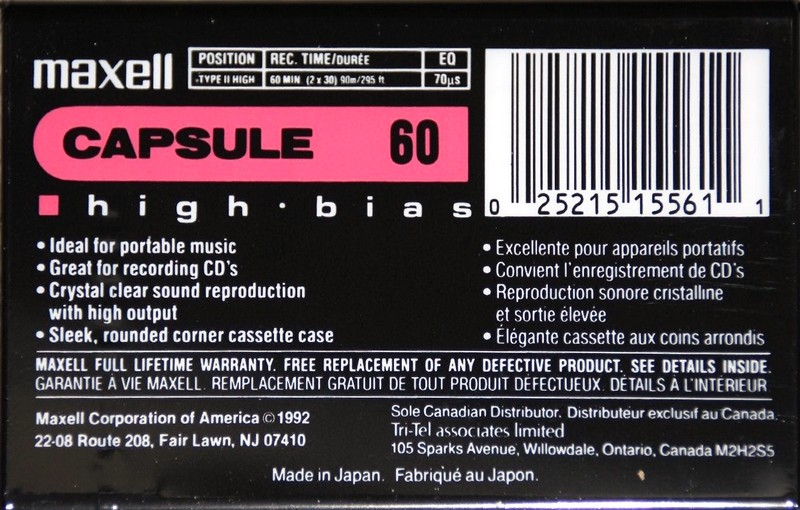 maxell
POSITION REC. TIME/DURÉE EQ
·TYPE II HIGH 60 MIN. (2 x 30) 90m/295 ft 70µs
CAPSULE 60
high·bias
0 25215 15561 1
• Ideal for portable music
• Great for recording CD's
• Crystal clear sound reproduction
with high output
• Sleek, rounded corner cassette case
• Excellente pour appareils portatifs
• Convient l'enregistrement de CD's
• Reproduction sonore cristalline
et sortie élevée
• Élégante cassette aux coins arrondis
MAXELL FULL LIFETIME WARRANTY. FREE REPLACEMENT OF ANY DEFECTIVE PRODUCT. SEE DETAILS INSIDE.
GARANTIE À VIE MAXELL. REMPLACEMENT GRATUIT DE TOUT PRODUIT DÉFECTUEUX. DÉTAILS À L'INTÉRIEUR
Maxell Corporation of America © 1992
22-08 Route 208, Fair Lawn, NJ 07410
Sole Canadian Distributor. Distributeur exclusif au Canada.
Tri-Tel associates limited
105 Sparks Avenue, Willowdale, Ontario, Canada M2H2S5
Made in Japan. Fabriqué au Japon.